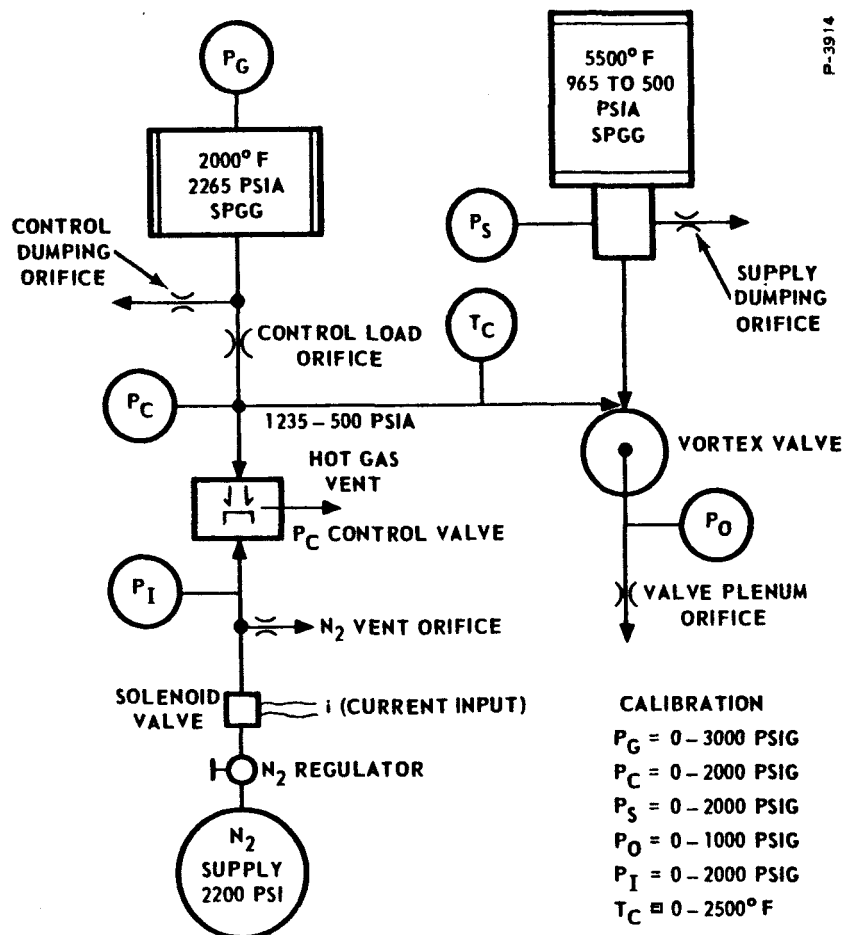 P-3914
P_G
5500° F
965 TO 500
PSIA
SPGG
2000° F
2265 PSIA
SPGG
P_S
CONTROL
DUMPING
ORIFICE
SUPPLY
DUMPING
ORIFICE
T_C
CONTROL LOAD
ORIFICE
P_C
1235–500 PSIA
VORTEX VALVE
HOT GAS
VENT
P_C CONTROL VALVE
P_O
P_I
VALVE PLENUM
ORIFICE
N_2 VENT ORIFICE
SOLENOID
VALVE
i (CURRENT INPUT)
N_2 REGULATOR
N_2
SUPPLY
2200 PSI
CALIBRATION
P_G = 0–3000 PSIG
P_C = 0–2000 PSIG
P_S = 0–2000 PSIG
P_O = 0–1000 PSIG
P_I = 0–2000 PSIG
T_C = 0–2500° F